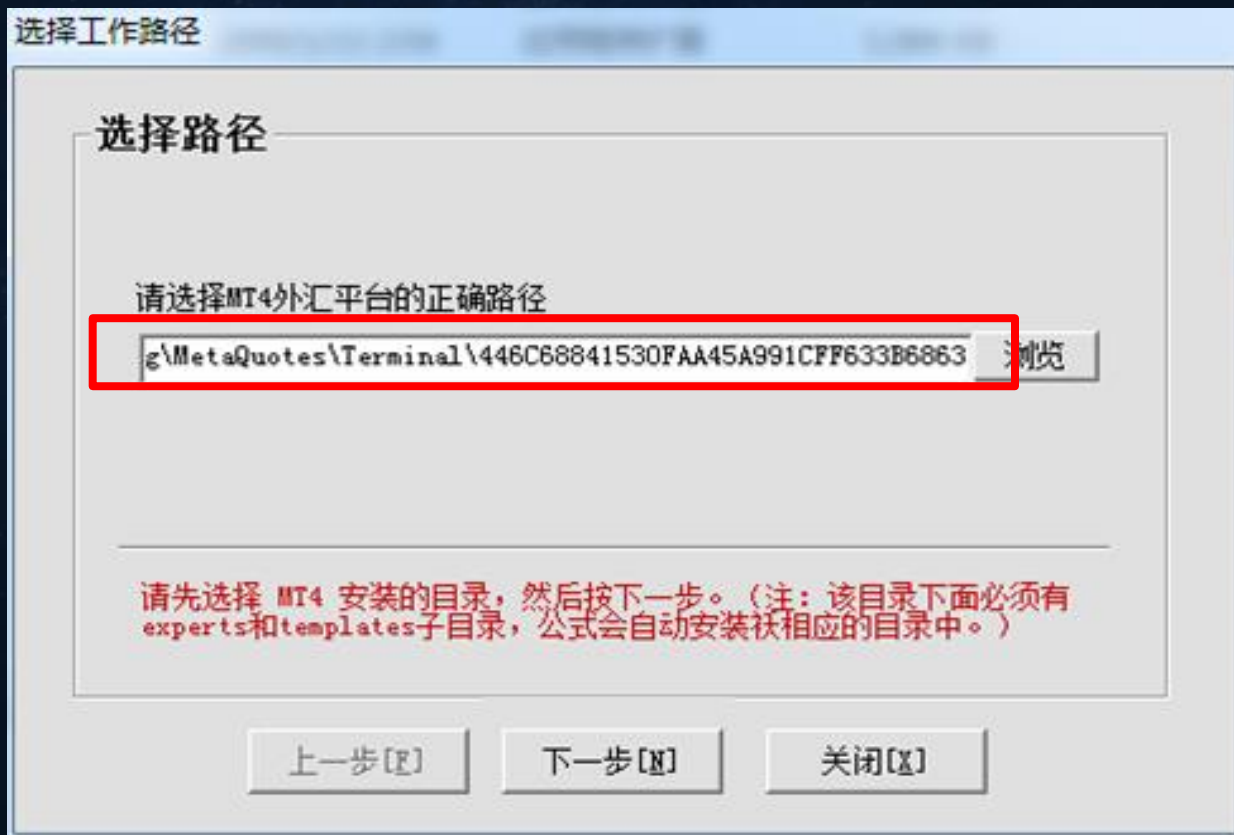 选择工作路径
选择路径
请选择MT4外汇平台的正确路径
g\MetaQuotes\Terminal\446C68841530FAA45A991CFF633B6863
浏览
请先选择 MT4 安装的目录，然后按下一步。（注：该目录下面必须有
experts和templates子目录，公式会自动安装袄相应的目录中。）
上一步[F]
下一步[N]
关闭[X]